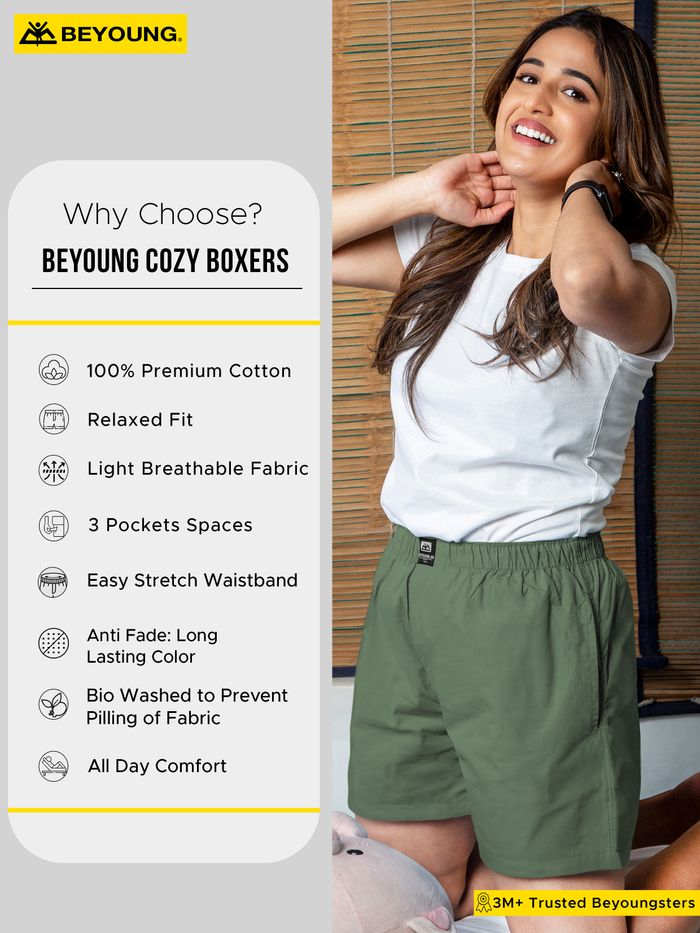 BEYOUNG®
Why Choose?
BEYOUNG COZY BOXERS
100% Premium Cotton
Relaxed Fit
Light Breathable Fabric
3 Pockets Spaces
Easy Stretch Waistband
Anti Fade: Long
Lasting Color
Bio Washed to Prevent
Pilling of Fabric
All Day Comfort
BEYOUNG.IN
3M+ Trusted Beyoungsters